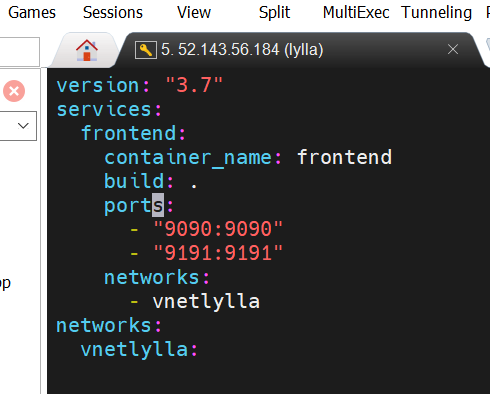 Games Sessions View Split MultiExec Tunneling
5. 52.143.56.184 (lylla)
version: "3.7"
services:
  frontend:
    container_name: frontend
    build: .
    ports:
      - "9090:9090"
      - "9191:9191"
    networks:
      - vnetlylla
networks:
  vnetlylla: